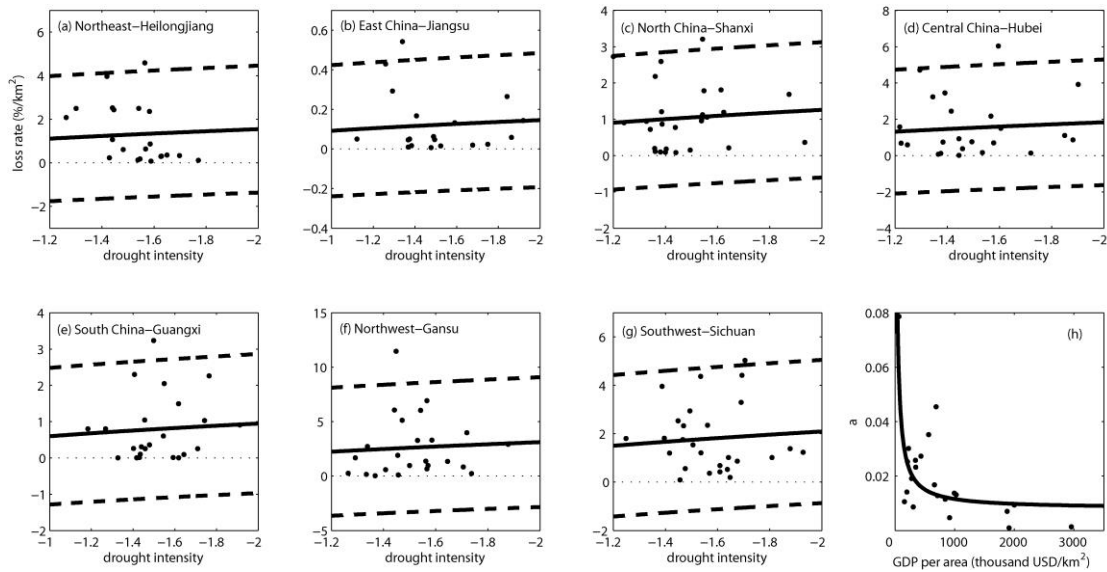 (a) Northeast−Heilongjiang
loss rate (%/km²)
6
4
2
0
−2
−1.2 −1.4 −1.6 −1.8 −2
drought intensity
(b) East China−Jiangsu
0.6
0.4
0.2
0
−0.2
0.4
−1 −1.2 −1.4 −1.6 −1.8 −2
drought intensity
(c) North China−Shanxi
4
3
2
1
0
−1
−2
−1.2 −1.4 −1.6 −1.8 −2
drought intensity
(d) Central China−Hubei
8
6
4
2
0
−2
−4
−1.2 −1.4 −1.6 −1.8 −2
drought intensity
(e) South China−Guangxi
4
3
2
1
0
−1
−2
−1 −1.2 −1.4 −1.6 −1.8 −2
drought intensity
(f) Northwest−Gansu
15
10
5
0
−5
−1.2 −1.4 −1.6 −1.8 −2
drought intensity
(g) Southwest−Sichuan
6
4
2
0
−2
−1.2 −1.4 −1.6 −1.8 −2
drought intensity
(h)
a
0.08
0.06
0.04
0.02
0
0 1000 2000 3000
GDP per area (thousand USD/km²)